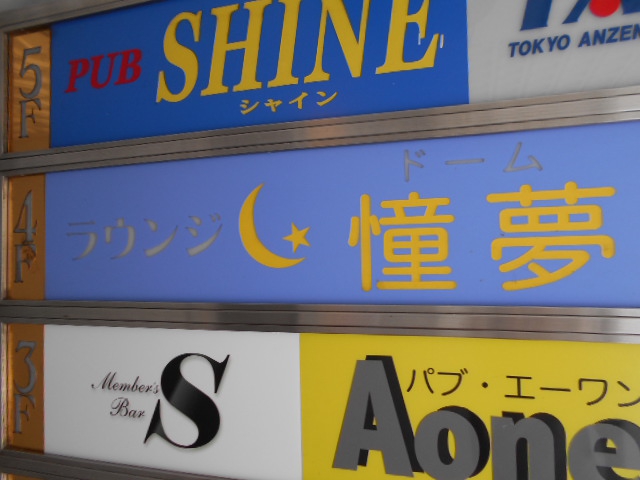 5F
PUB SHINE
シャイン
TOKYO ANZEN
4F
ラウンジ
ドーム
憧夢
3F
Member's
Bar
S
パブ・エーワン
Aone